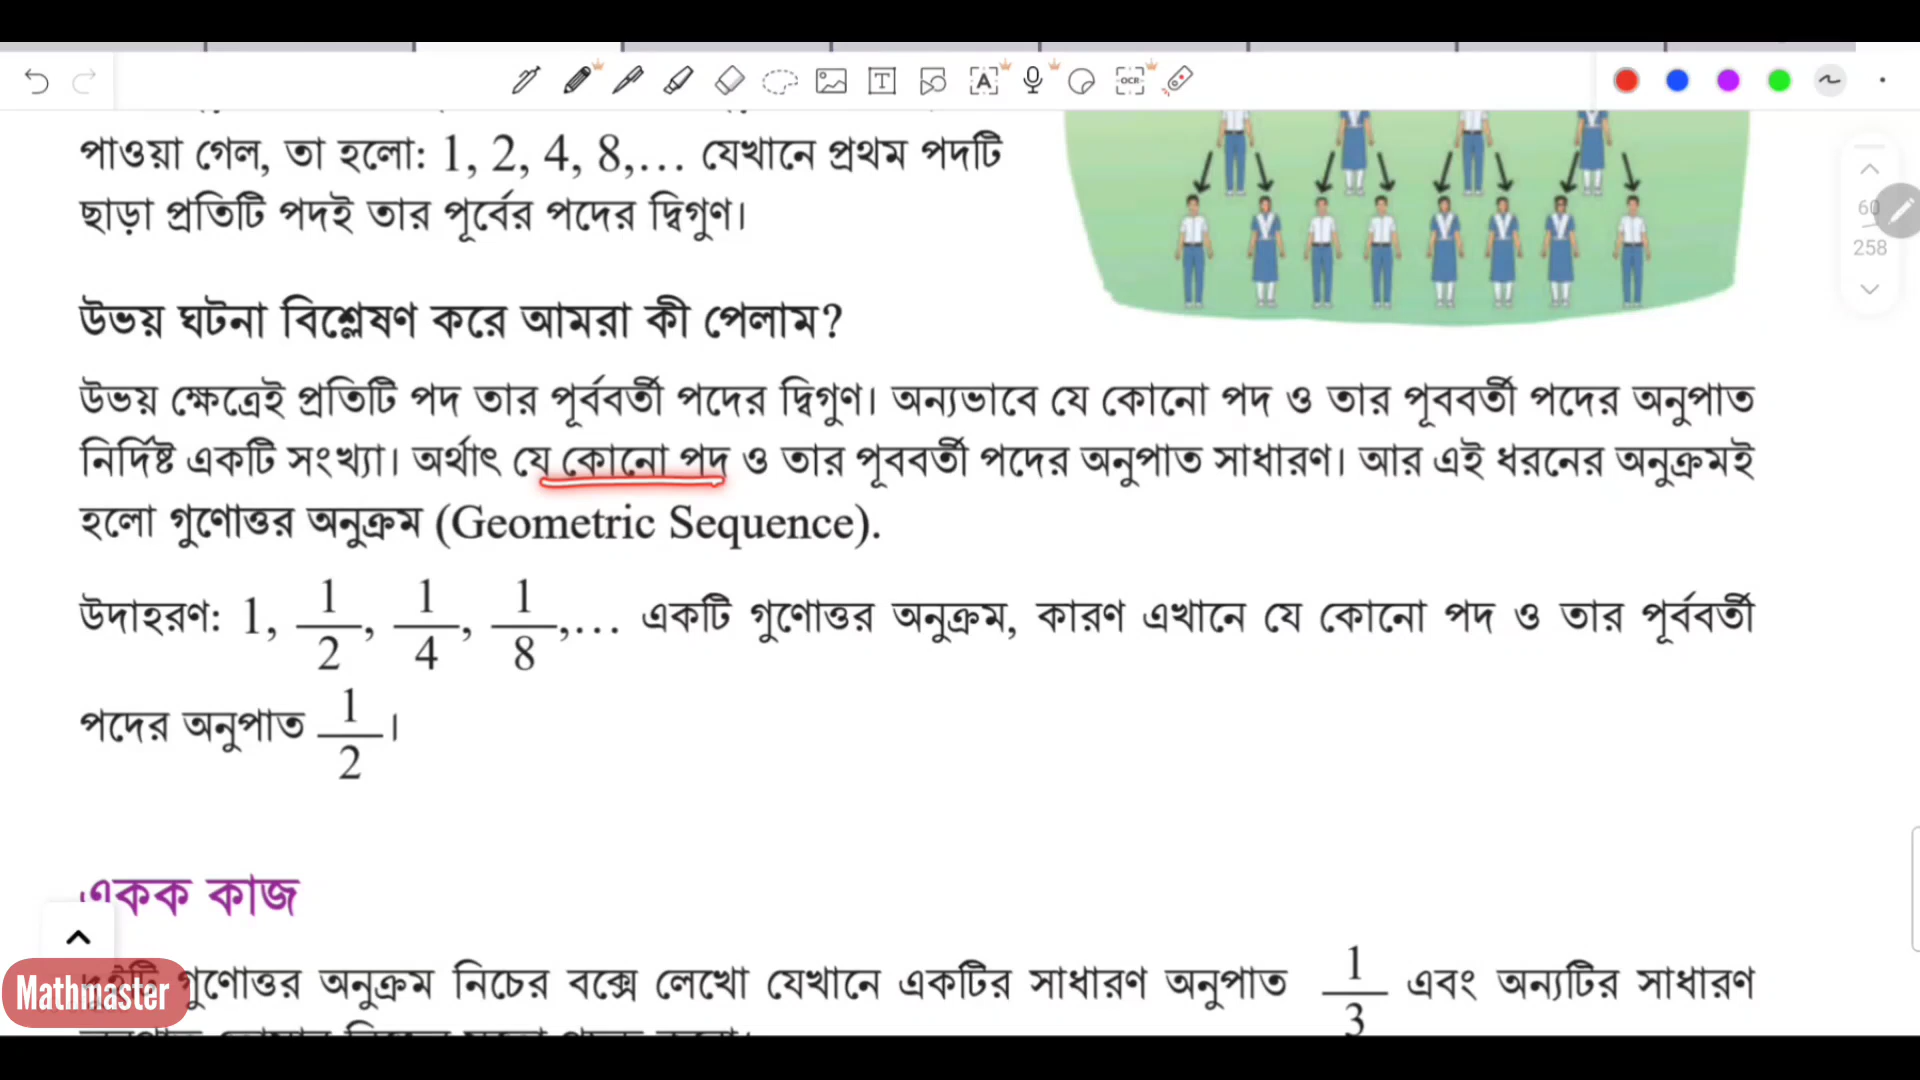 পাওয়া গেল, তা হলো: 1, 2, 4, 8,... যেখানে প্রথম পদটি
ছাড়া প্রতিটি পদই তার পূর্বের পদের দ্বিগুণ।
60
258
উভয় ঘটনা বিশ্লেষণ করে আমরা কী পেলাম?
উভয় ক্ষেত্রেই প্রতিটি পদ তার পূর্ববর্তী পদের দ্বিগুণ। অন্যভাবে যে কোনো পদ ও তার পূববর্তী পদের অনুপাত
নির্দিষ্ট একটি সংখ্যা। অর্থাৎ যে কোনো পদ ও তার পূববর্তী পদের অনুপাত সাধারণ। আর এই ধরনের অনুক্রমই
হলো গুণোত্তর অনুক্রম (Geometric Sequence).
উদাহরণ: 1, 1/2, 1/4, 1/8,... একটি গুণোত্তর অনুক্রম, কারণ এখানে যে কোনো পদ ও তার পূর্ববর্তী
পদের অনুপাত 1/2।
একক কাজ
গুণোত্তর অনুক্রম নিচের বক্সে লেখো যেখানে একটির সাধারণ অনুপাত 1/3 এবং অন্যটির সাধারণ
Mathmaster